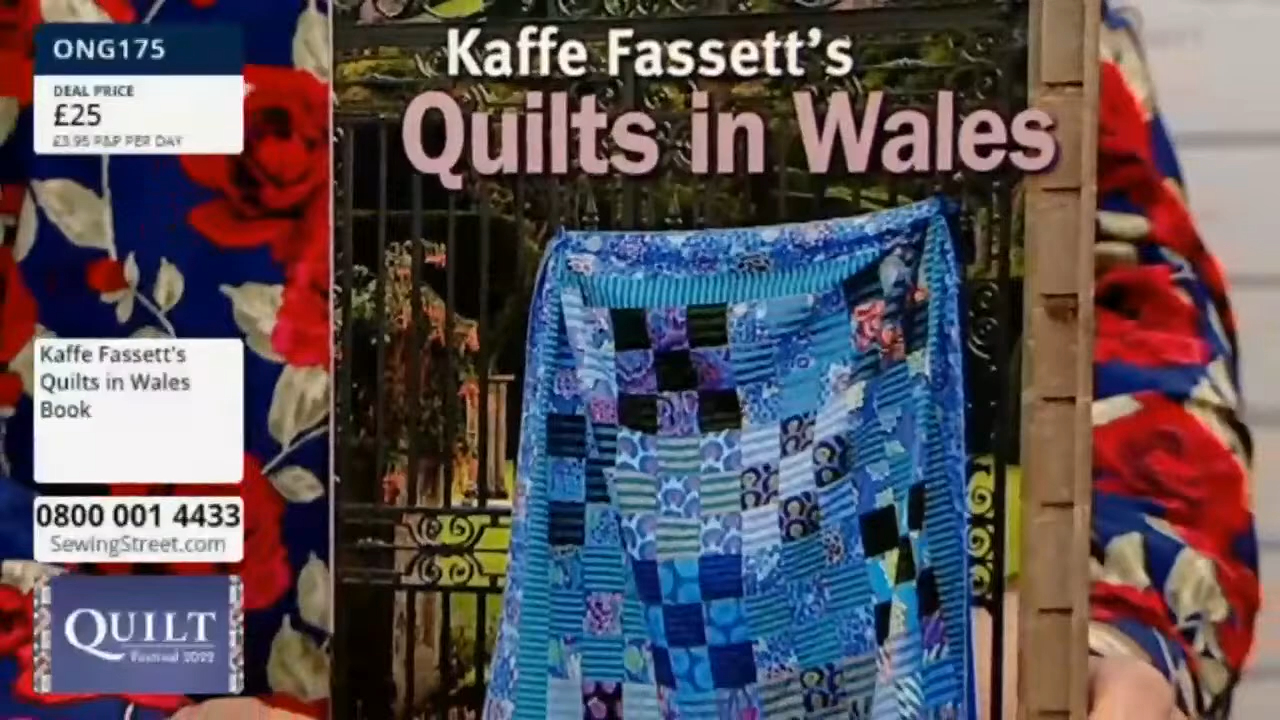 ONG175
DEAL PRICE
£25
£3.95 P&P PER DAY
Kaffe Fassett's
Quilts in Wales
Book
0800 001 4433
SewingStreet.com
QUILT
Festival 2022
Kaffe Fassett's
Quilts in Wales